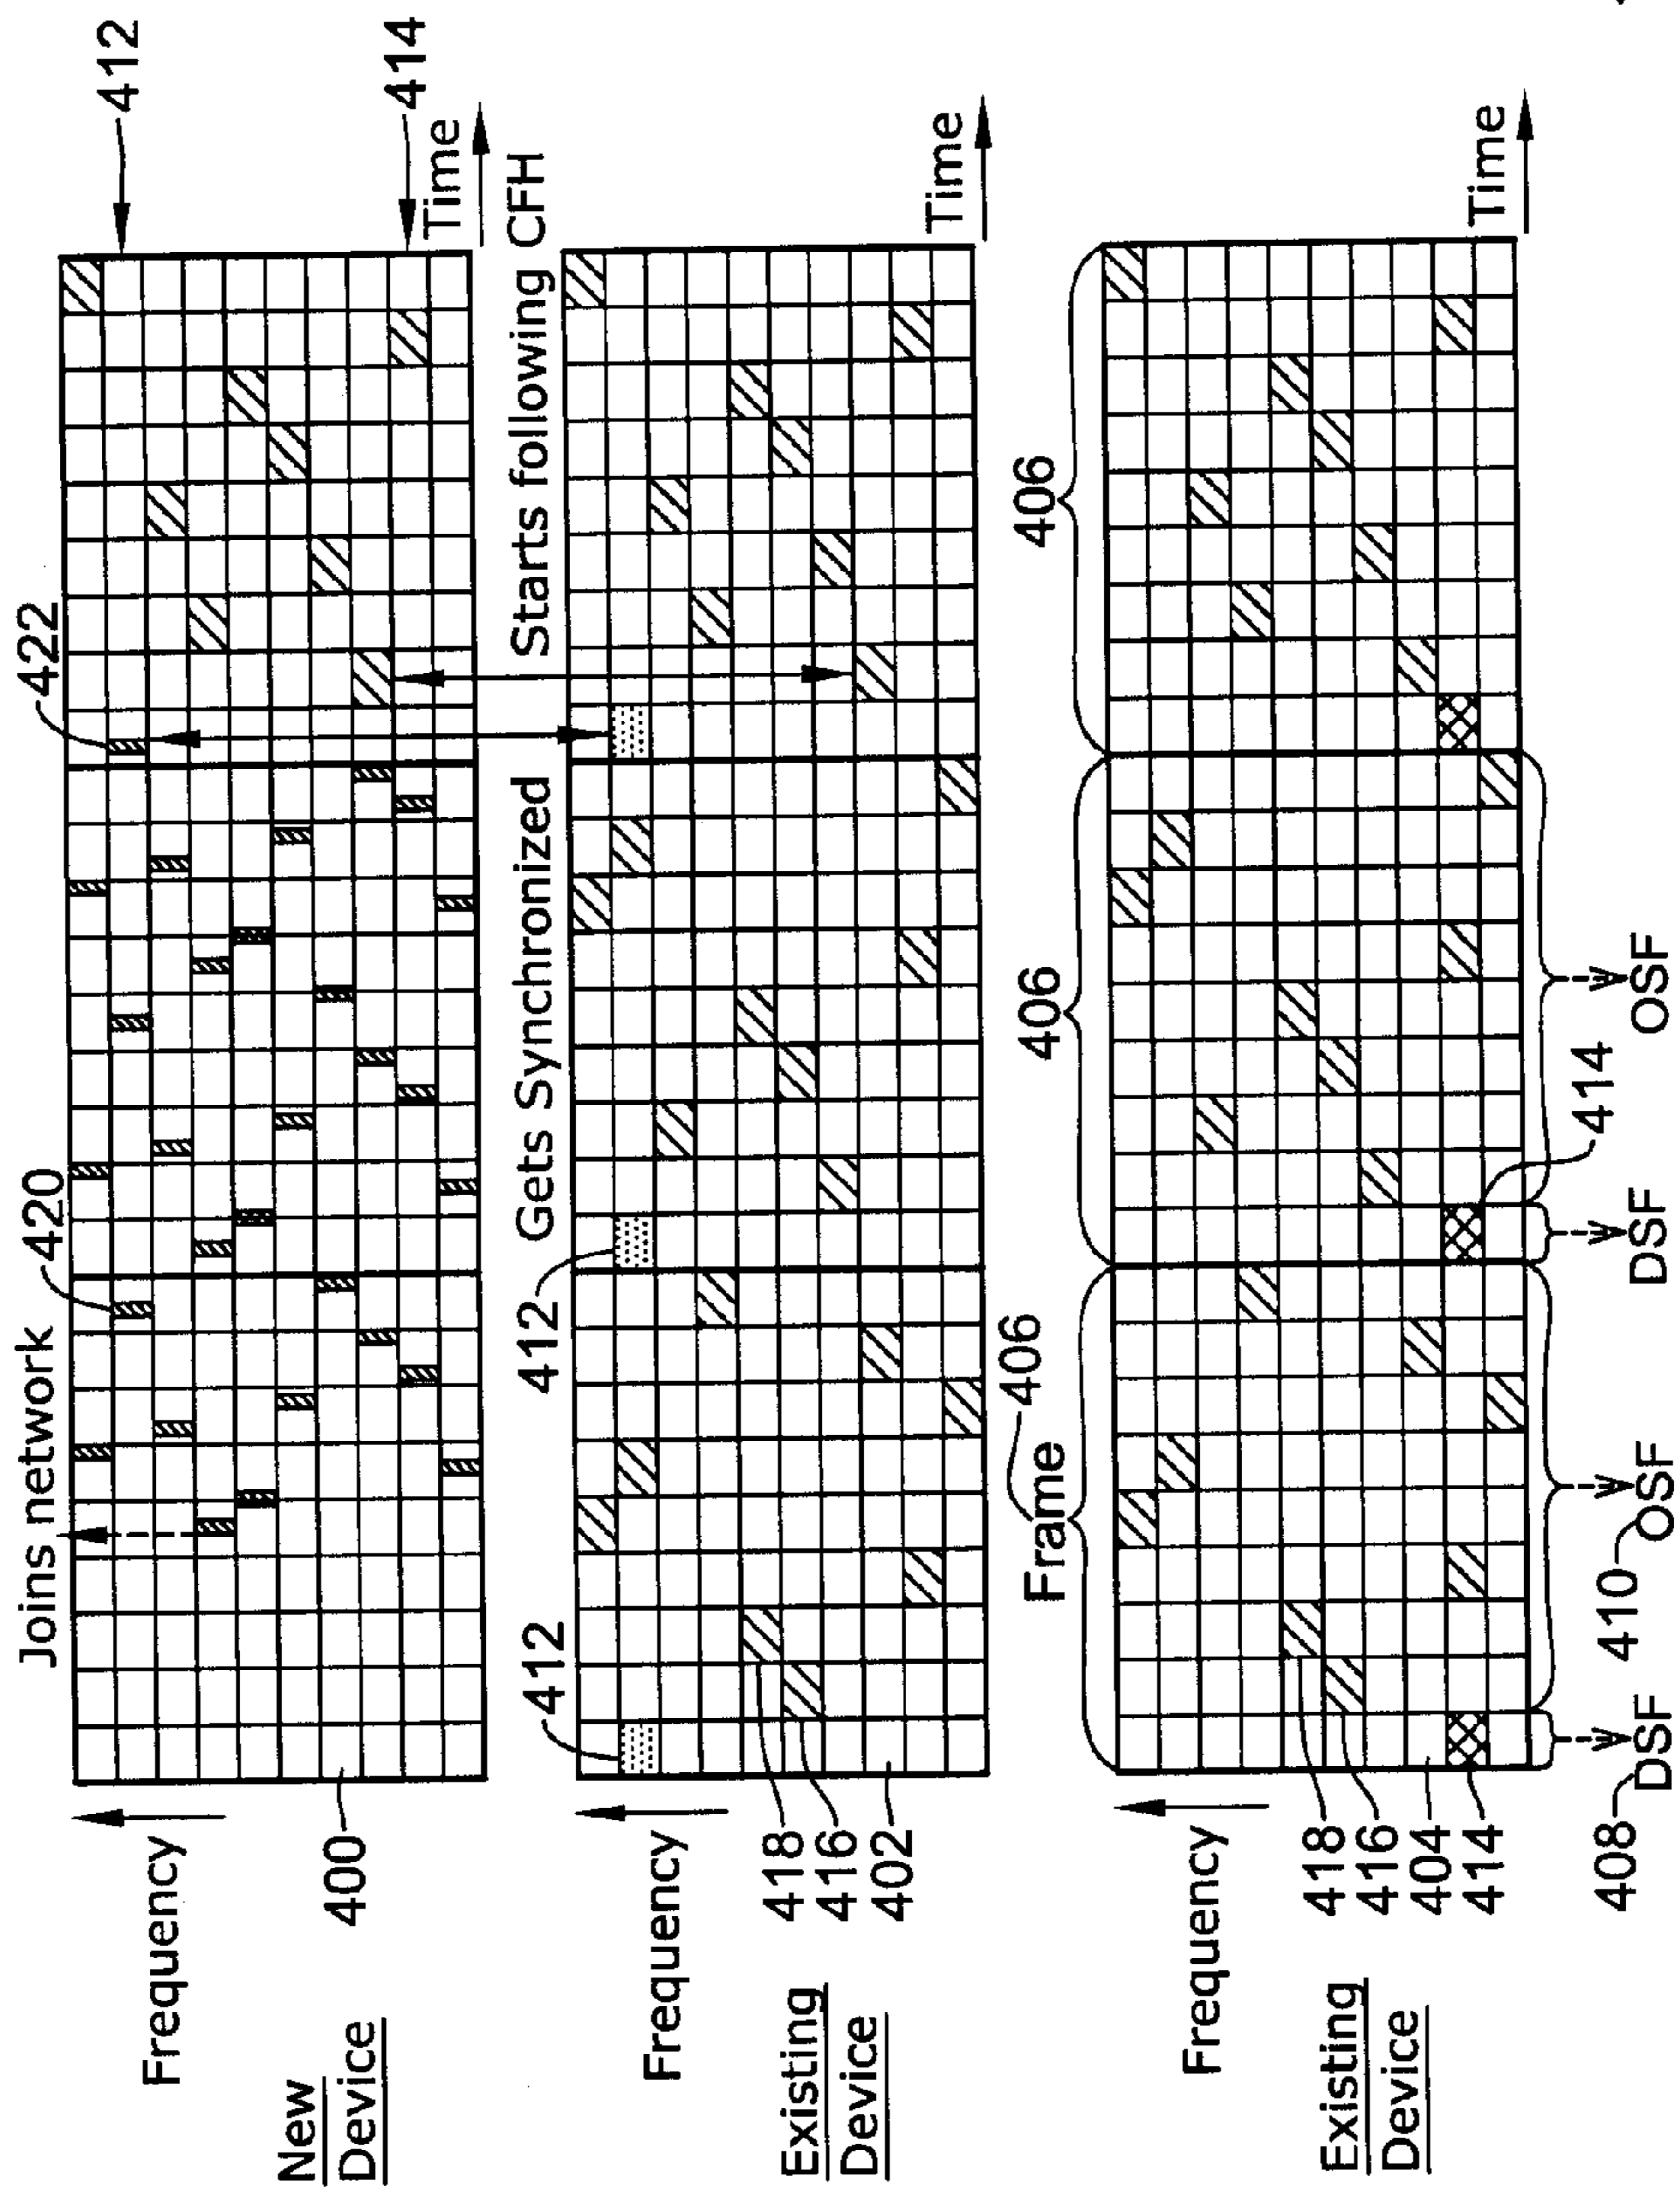 Joins network
420
422
412
414
Frequency
400
New
Device
Time
412
412
Gets Synchronized
Starts following CFH
Frequency
418
416
402
Existing
Device
Time
Frame
406
406
406
Frequency
418
416
404
414
Existing
Device
Time
414
408
DSF
410
OSF
DSF
OSF